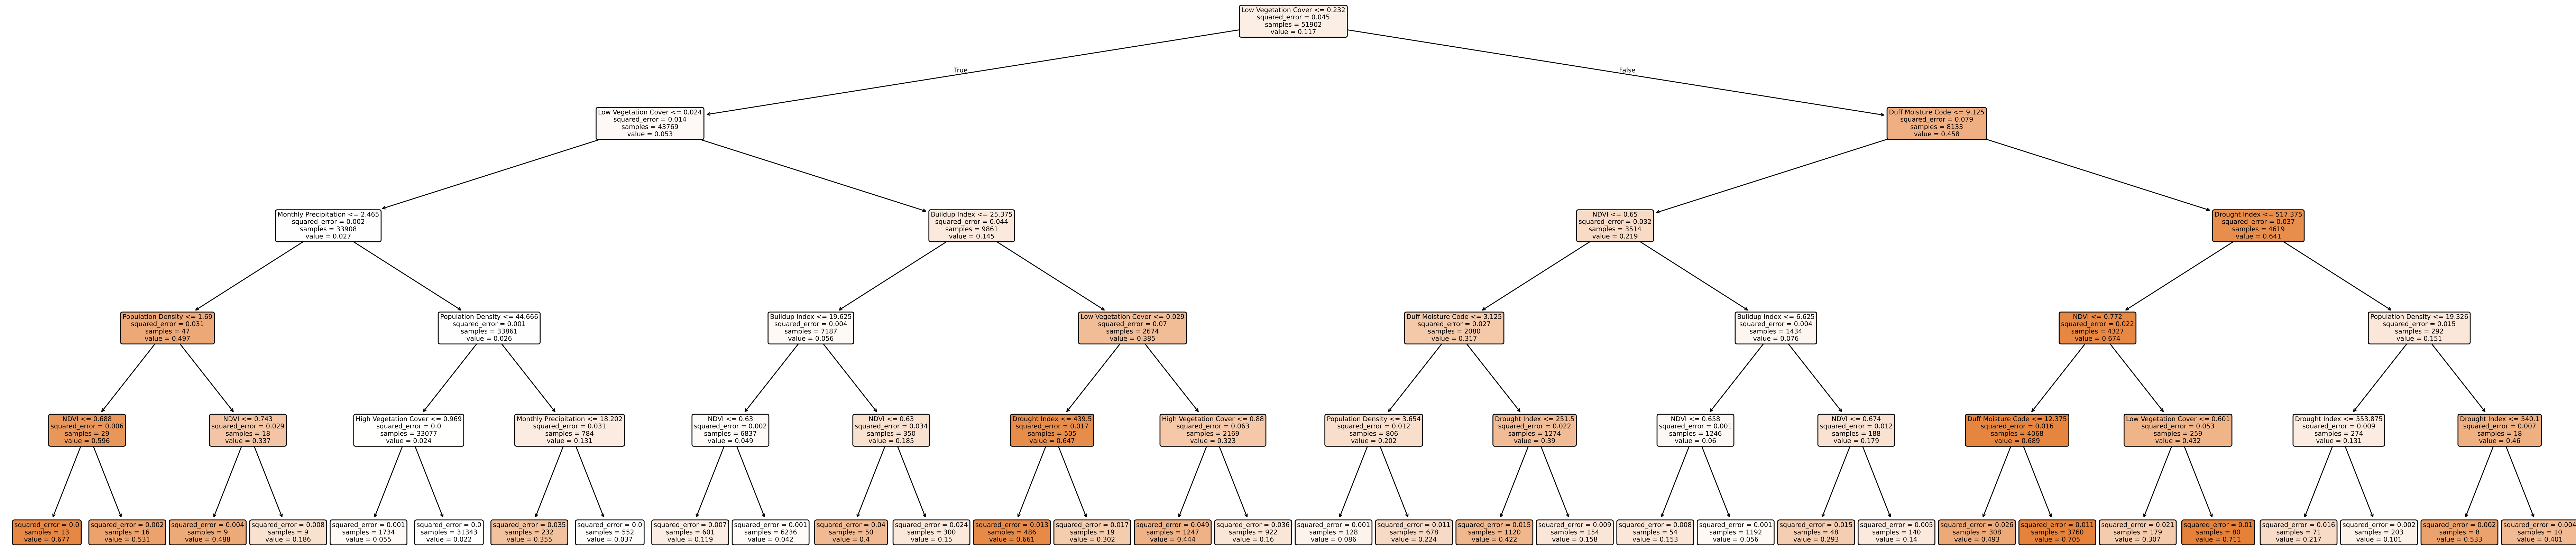 Low Vegetation Cover <= 0.232
squared_error = 0.045
samples = 51902
value = 0.117
True
False
Low Vegetation Cover <= 0.024
squared_error = 0.014
samples = 43769
value = 0.053
Duff Moisture Code <= 9.125
squared_error = 0.079
samples = 8133
value = 0.458
Monthly Precipitation <= 2.465
squared_error = 0.002
samples = 33908
value = 0.027
Buildup Index <= 25.375
squared_error = 0.044
samples = 9861
value = 0.145
NDVI <= 0.65
squared_error = 0.032
samples = 3514
value = 0.219
Drought Index <= 517.375
squared_error = 0.037
samples = 4619
value = 0.641
Population Density <= 1.69
squared_error = 0.031
samples = 47
value = 0.497
Population Density <= 44.666
squared_error = 0.001
samples = 33861
value = 0.026
Buildup Index <= 19.625
squared_error = 0.004
samples = 7187
value = 0.056
Low Vegetation Cover <= 0.029
squared_error = 0.07
samples = 2674
value = 0.385
Duff Moisture Code <= 3.125
squared_error = 0.027
samples = 2080
value = 0.317
Buildup Index <= 6.625
squared_error = 0.004
samples = 1434
value = 0.076
NDVI <= 0.772
squared_error = 0.022
samples = 4327
value = 0.674
Population Density <= 19.326
squared_error = 0.015
samples = 292
value = 0.151
NDVI <= 0.688
squared_error = 0.006
samples = 29
value = 0.596
NDVI <= 0.743
squared_error = 0.029
samples = 18
value = 0.337
High Vegetation Cover <= 0.969
squared_error = 0.0
samples = 33077
value = 0.024
Monthly Precipitation <= 18.202
squared_error = 0.031
samples = 784
value = 0.131
NDVI <= 0.63
squared_error = 0.002
samples = 6837
value = 0.049
NDVI <= 0.63
squared_error = 0.034
samples = 350
value = 0.185
Drought Index <= 439.5
squared_error = 0.017
samples = 505
value = 0.647
High Vegetation Cover <= 0.88
squared_error = 0.063
samples = 2169
value = 0.323
Population Density <= 3.654
squared_error = 0.012
samples = 806
value = 0.202
Drought Index <= 251.5
squared_error = 0.022
samples = 1274
value = 0.39
NDVI <= 0.658
squared_error = 0.001
samples = 1246
value = 0.06
NDVI <= 0.674
squared_error = 0.012
samples = 188
value = 0.179
Duff Moisture Code <= 12.375
squared_error = 0.016
samples = 4068
value = 0.689
Low Vegetation Cover <= 0.601
squared_error = 0.053
samples = 259
value = 0.432
Drought Index <= 553.875
squared_error = 0.009
samples = 274
value = 0.131
Drought Index <= 540.1
squared_error = 0.007
samples = 18
value = 0.46
squared_error = 0.0
samples = 13
value = 0.677
squared_error = 0.002
samples = 16
value = 0.531
squared_error = 0.004
samples = 9
value = 0.488
squared_error = 0.008
samples = 9
value = 0.186
squared_error = 0.001
samples = 1734
value = 0.055
squared_error = 0.0
samples = 31343
value = 0.022
squared_error = 0.035
samples = 232
value = 0.355
squared_error = 0.0
samples = 552
value = 0.037
squared_error = 0.007
samples = 601
value = 0.119
squared_error = 0.001
samples = 6236
value = 0.042
squared_error = 0.04
samples = 50
value = 0.4
squared_error = 0.024
samples = 300
value = 0.15
squared_error = 0.013
samples = 486
value = 0.661
squared_error = 0.017
samples = 19
value = 0.302
squared_error = 0.049
samples = 1247
value = 0.444
squared_error = 0.036
samples = 922
value = 0.16
squared_error = 0.001
samples = 128
value = 0.086
squared_error = 0.011
samples = 678
value = 0.224
squared_error = 0.015
samples = 1120
value = 0.422
squared_error = 0.009
samples = 154
value = 0.158
squared_error = 0.008
samples = 54
value = 0.153
squared_error = 0.001
samples = 1192
value = 0.056
squared_error = 0.015
samples = 48
value = 0.293
squared_error = 0.005
samples = 140
value = 0.14
squared_error = 0.026
samples = 308
value = 0.493
squared_error = 0.011
samples = 3760
value = 0.705
squared_error = 0.021
samples = 179
value = 0.307
squared_error = 0.01
samples = 80
value = 0.711
squared_error = 0.016
samples = 71
value = 0.217
squared_error = 0.002
samples = 203
value = 0.101
squared_error = 0.002
samples = 8
value = 0.533
squared_error = 0.004
samples = 10
value = 0.401